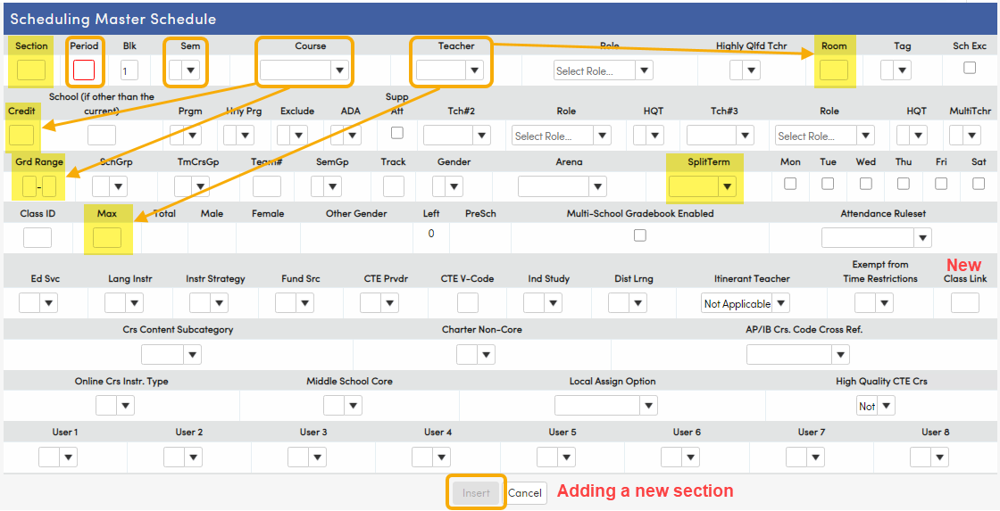 Scheduling Master Schedule
Section Period Blk Sem Course Teacher Role Highly Qlfd Tchr Room Tag Sch Exc
1 Select Role...
School (if other than the
current) Supp
Att
Credit Prgm Hrly Prg Exclude ADA Tch#2 Role HQT Tch#3 Role HQT MultiTchr
Select Role... Select Role...
Grd Range SchGrp TmCrsGp Team# SemGp Track Gender Arena SplitTerm Mon Tue Wed Thu Fri Sat
-
Class ID Max Total Male Female Other Gender Left PreSch Multi-School Gradebook Enabled Attendance Ruleset
0
New
Ed Svc Lang Instr Instr Strategy Fund Src CTE Prvdr CTE V-Code Ind Study Dist Lrng Itinerant Teacher Exempt from
Time Restrictions Class Link
Not Applicable
Crs Content Subcategory Charter Non-Core AP/IB Crs. Code Cross Ref.
Online Crs Instr. Type Middle School Core Local Assign Option High Quality CTE Crs
Not
User 1 User 2 User 3 User 4 User 5 User 6 User 7 User 8
Insert Cancel Adding a new section